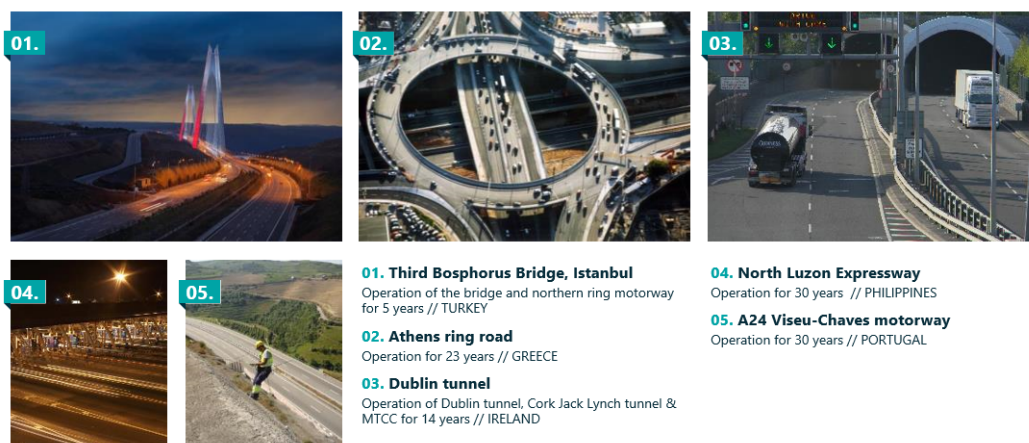 01.
02.
03.
04.
05.
01. Third Bosphorus Bridge, Istanbul
Operation of the bridge and northern ring motorway
for 5 years // TURKEY
02. Athens ring road
Operation for 23 years // GREECE
03. Dublin tunnel
Operation of Dublin tunnel, Cork Jack Lynch tunnel &
MTCC for 14 years // IRELAND
04. North Luzon Expressway
Operation for 30 years // PHILIPPINES
05. A24 Viseu-Chaves motorway
Operation for 30 years // PORTUGAL